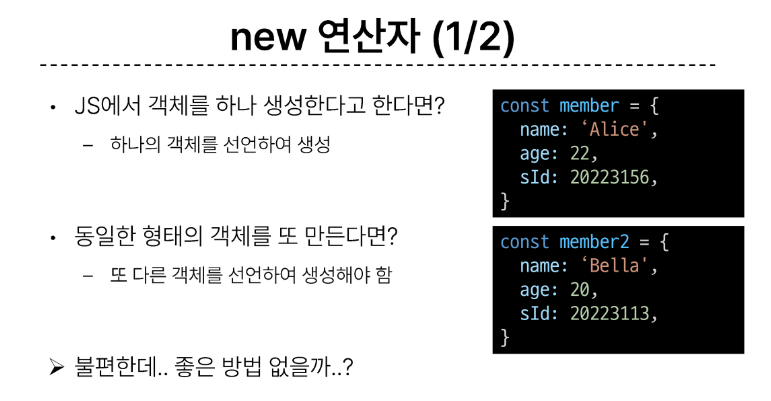 new 연산자 (1/2)
• JS에서 객체를 하나 생성한다고 한다면?
– 하나의 객체를 선언하여 생성
const member = {
name: ‘Alice',
age: 22,
sId: 20223156,
}
• 동일한 형태의 객체를 또 만든다면?
– 또 다른 객체를 선언하여 생성해야 함
const member2 = {
name: ‘Bella',
age: 20,
sId: 20223113,
}
➢ 불편한데.. 좋은 방법 없을까..?